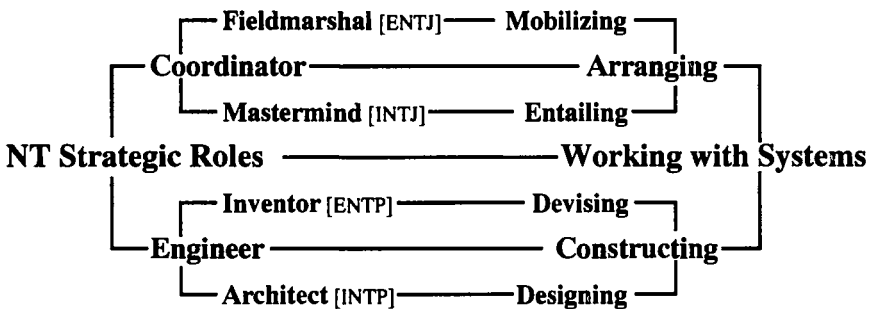 Fieldmarshal [ENTJ] Mobilizing
Coordinator Arranging
Mastermind [INTJ] Entailing
NT Strategic Roles Working with Systems
Inventor [ENTP] Devising
Engineer Constructing
Architect [INTP] Designing